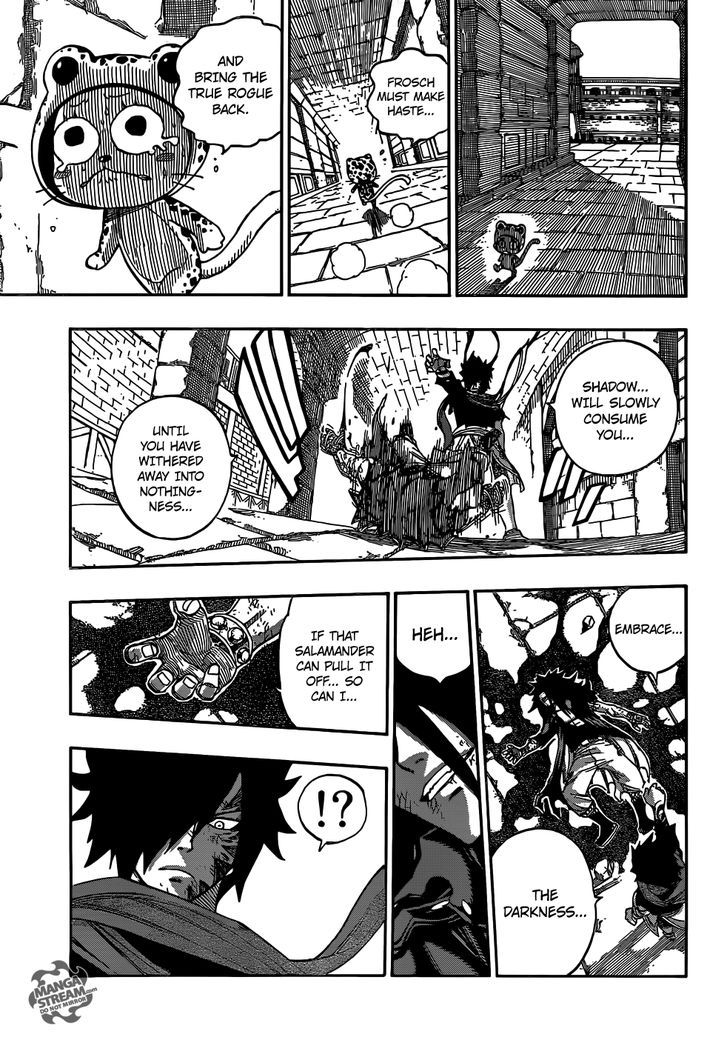 FROSCH
MUST MAKE
HASTE...
AND
BRING THE
TRUE ROGUE
BACK.
SHADOW...
WILL SLOWLY
CONSUME
YOU...
UNTIL
YOU HAVE
WITHERED
AWAY INTO
NOTHING-
NESS...
EMBRACE...
THE
DARKNESS...
HEH...
IF THAT
SALAMANDER
CAN PULL IT
OFF... SO
CAN I...
!?
MANGA
STREAM.com
DO NOT MIRROR